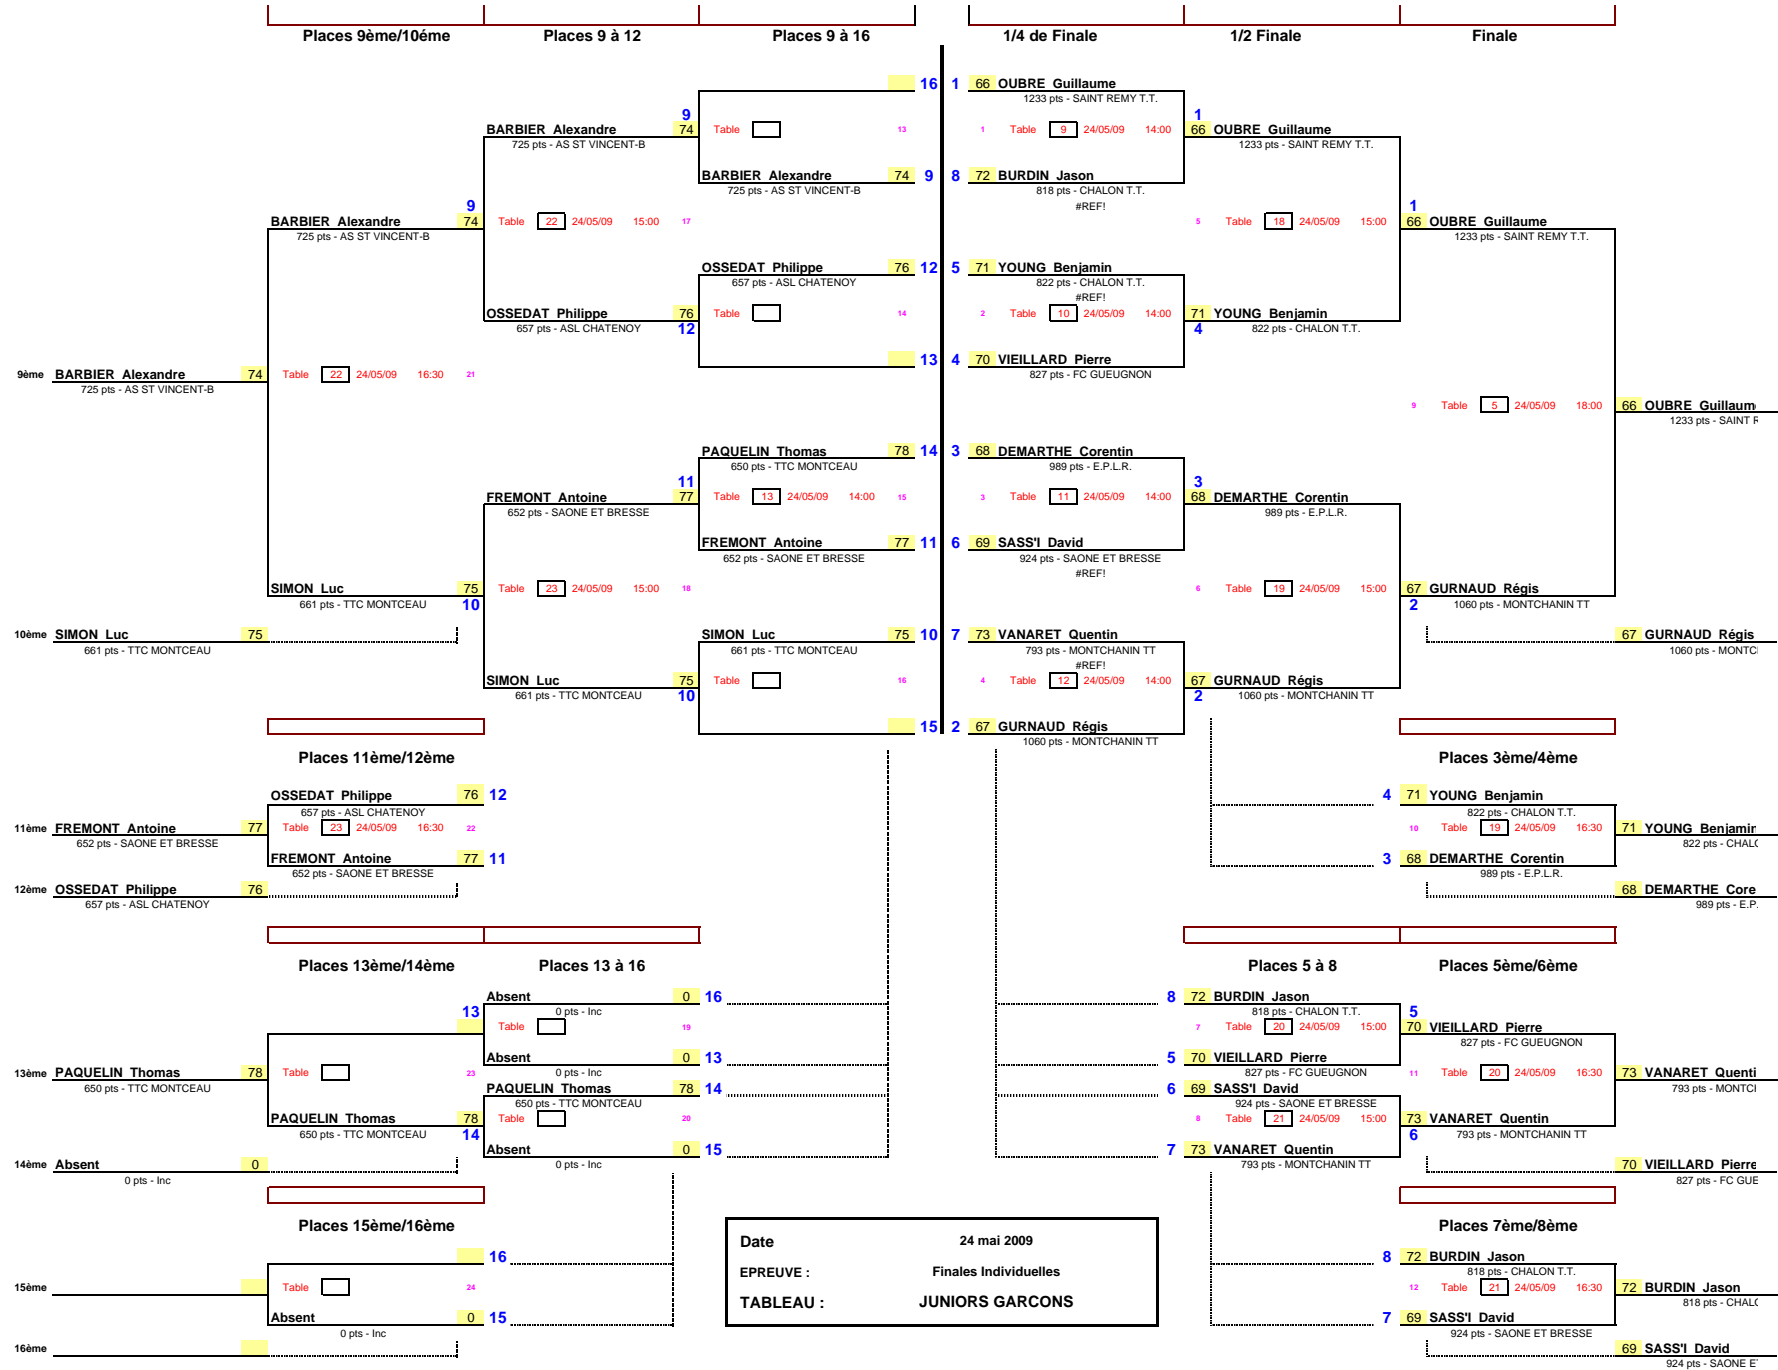 Places 9ème/10éme Places 9 à 12 Places 9 à 16 1/4 de Finale 1/2 Finale Finale
16 1 66 OUBRE Guillaume
1233 pts - SAINT REMY T.T.
9 1
BARBIER Alexandre 74 Table 13 1 Table 9 24/05/09 14:00 66 OUBRE Guillaume
725 pts - AS ST VINCENT-B 1233 pts - SAINT REMY T.T.
BARBIER Alexandre 74 9 8 72 BURDIN Jason
725 pts - AS ST VINCENT-B 818 pts - CHALON T.T.
9 #REF! 1
BARBIER Alexandre 74 Table 22 24/05/09 15:00 17 5 Table 18 24/05/09 15:00 66 OUBRE Guillaume
725 pts - AS ST VINCENT-B 1233 pts - SAINT REMY T.T.
OSSEDAT Philippe 76 12 5 71 YOUNG Benjamin
657 pts - ASL CHATENOY 822 pts - CHALON T.T.
#REF!
OSSEDAT Philippe 76 Table 14 2 Table 10 24/05/09 14:00 71 YOUNG Benjamin
657 pts - ASL CHATENOY 12 4 822 pts - CHALON T.T.
13 4 70 VIEILLARD Pierre
9ème BARBIER Alexandre 74 Table 22 24/05/09 16:30 21 827 pts - FC GUEUGNON
725 pts - AS ST VINCENT-B
9 Table 5 24/05/09 18:00 66 OUBRE Guillaum
1233 pts - SAINT R
PAQUELIN Thomas 78 14 3 68 DEMARTHE Corentin
650 pts - TTC MONTCEAU 989 pts - E.P.L.R.
11 3
FREMONT Antoine 77 Table 13 24/05/09 14:00 15 3 Table 11 24/05/09 14:00 68 DEMARTHE Corentin
652 pts - SAONE ET BRESSE 989 pts - E.P.L.R.
FREMONT Antoine 77 11 6 69 SASS'I David
652 pts - SAONE ET BRESSE 924 pts - SAONE ET BRESSE
#REF!
SIMON Luc 75 Table 23 24/05/09 15:00 18 6 Table 19 24/05/09 15:00 67 GURNAUD Régis
661 pts - TTC MONTCEAU 10 2 1060 pts - MONTCHANIN TT
10ème SIMON Luc 75 SIMON Luc 75 10 7 73 VANARET Quentin 67 GURNAUD Régis
661 pts - TTC MONTCEAU 661 pts - TTC MONTCEAU 793 pts - MONTCHANIN TT 1060 pts - MONTC
#REF!
SIMON Luc 75 Table 16 4 Table 12 24/05/09 14:00 67 GURNAUD Régis
661 pts - TTC MONTCEAU 10 2 1060 pts - MONTCHANIN TT
15 2 67 GURNAUD Régis
1060 pts - MONTCHANIN TT
Places 11ème/12ème Places 3ème/4ème
OSSEDAT Philippe 76 12 4 71 YOUNG Benjamin
657 pts - ASL CHATENOY 822 pts - CHALON T.T.
11ème FREMONT Antoine 77 Table 23 24/05/09 16:30 22 10 Table 19 24/05/09 16:30 71 YOUNG Benjamin
652 pts - SAONE ET BRESSE 822 pts - CHAL
FREMONT Antoine 77 11 3 68 DEMARTHE Corentin
652 pts - SAONE ET BRESSE 989 pts - E.P.L.R.
12ème OSSEDAT Philippe 76 68 DEMARTHE Core
657 pts - ASL CHATENOY 989 pts - E.P.
Places 13ème/14ème Places 13 à 16 Places 5 à 8 Places 5ème/6ème
Absent 0 16 8 72 BURDIN Jason
0 pts - Inc 818 pts - CHALON T.T.
13 Table 19 7 Table 20 24/05/09 15:00 5 70 VIEILLARD Pierre
827 pts - FC GUEUGNON
Absent 0 13 5 70 VIEILLARD Pierre
0 pts - Inc 827 pts - FC GUEUGNON
13ème PAQUELIN Thomas 78 Table 23 11 Table 20 24/05/09 16:30 73 VANARET Quenti
650 pts - TTC MONTCEAU 793 pts - MONTC
PAQUELIN Thomas 78 14 6 69 SASS'I David
650 pts - TTC MONTCEAU 924 pts - SAONE ET BRESSE
PAQUELIN Thomas 78 Table 20 8 Table 21 24/05/09 15:00 73 VANARET Quentin
650 pts - TTC MONTCEAU 14 6 793 pts - MONTCHANIN TT
Absent 0 15 7 73 VANARET Quentin
0 pts - Inc 793 pts - MONTCHANIN TT
14ème Absent 0 70 VIEILLARD Pierre
0 pts - Inc 827 pts - FC GUE
Places 15ème/16ème Places 7ème/8ème
Date 24 mai 2009
16 8 72 BURDIN Jason
818 pts - CHALON T.T.
EPREUVE : Finales Individuelles
15ème Table 24 12 Table 21 24/05/09 16:30 72 BURDIN Jason
818 pts - CHAL
TABLEAU : JUNIORS GARCONS
Absent 0 15 7 69 SASS'I David
0 pts - Inc 924 pts - SAONE ET BRESSE
16ème 69 SASS'I David
924 pts - SAONE E